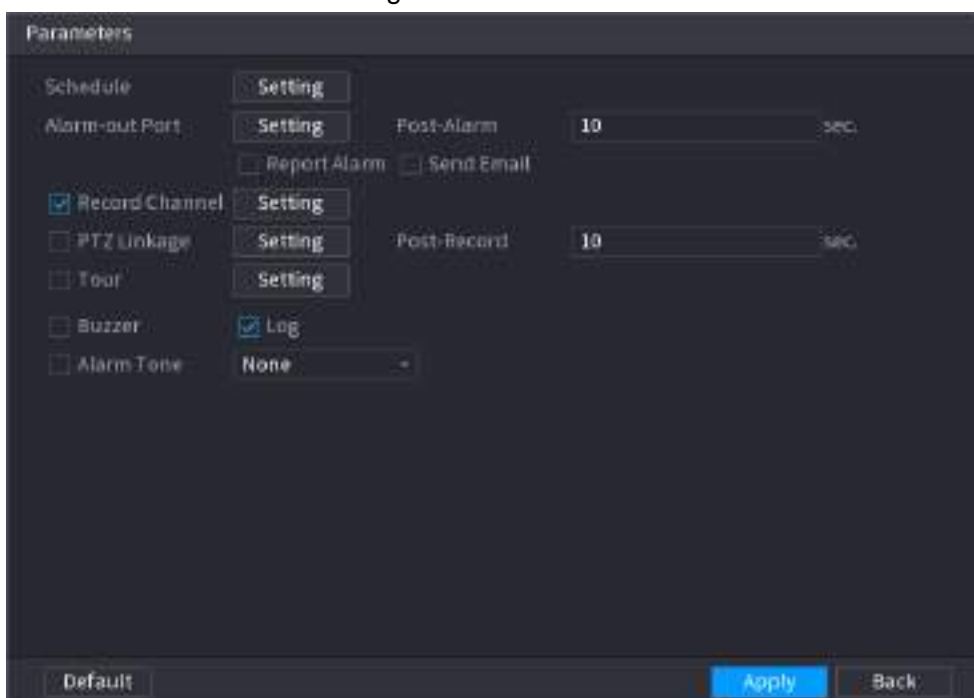 Parameters
Schedule Setting
Alarm-out Port Setting Post-Alarm 10 sec.
Report Alarm Send Email
Record Channel Setting
PTZ Linkage Setting Post-Record 10 sec.
Tour Setting
Buzzer Log
Alarm Tone None
Default Apply Back